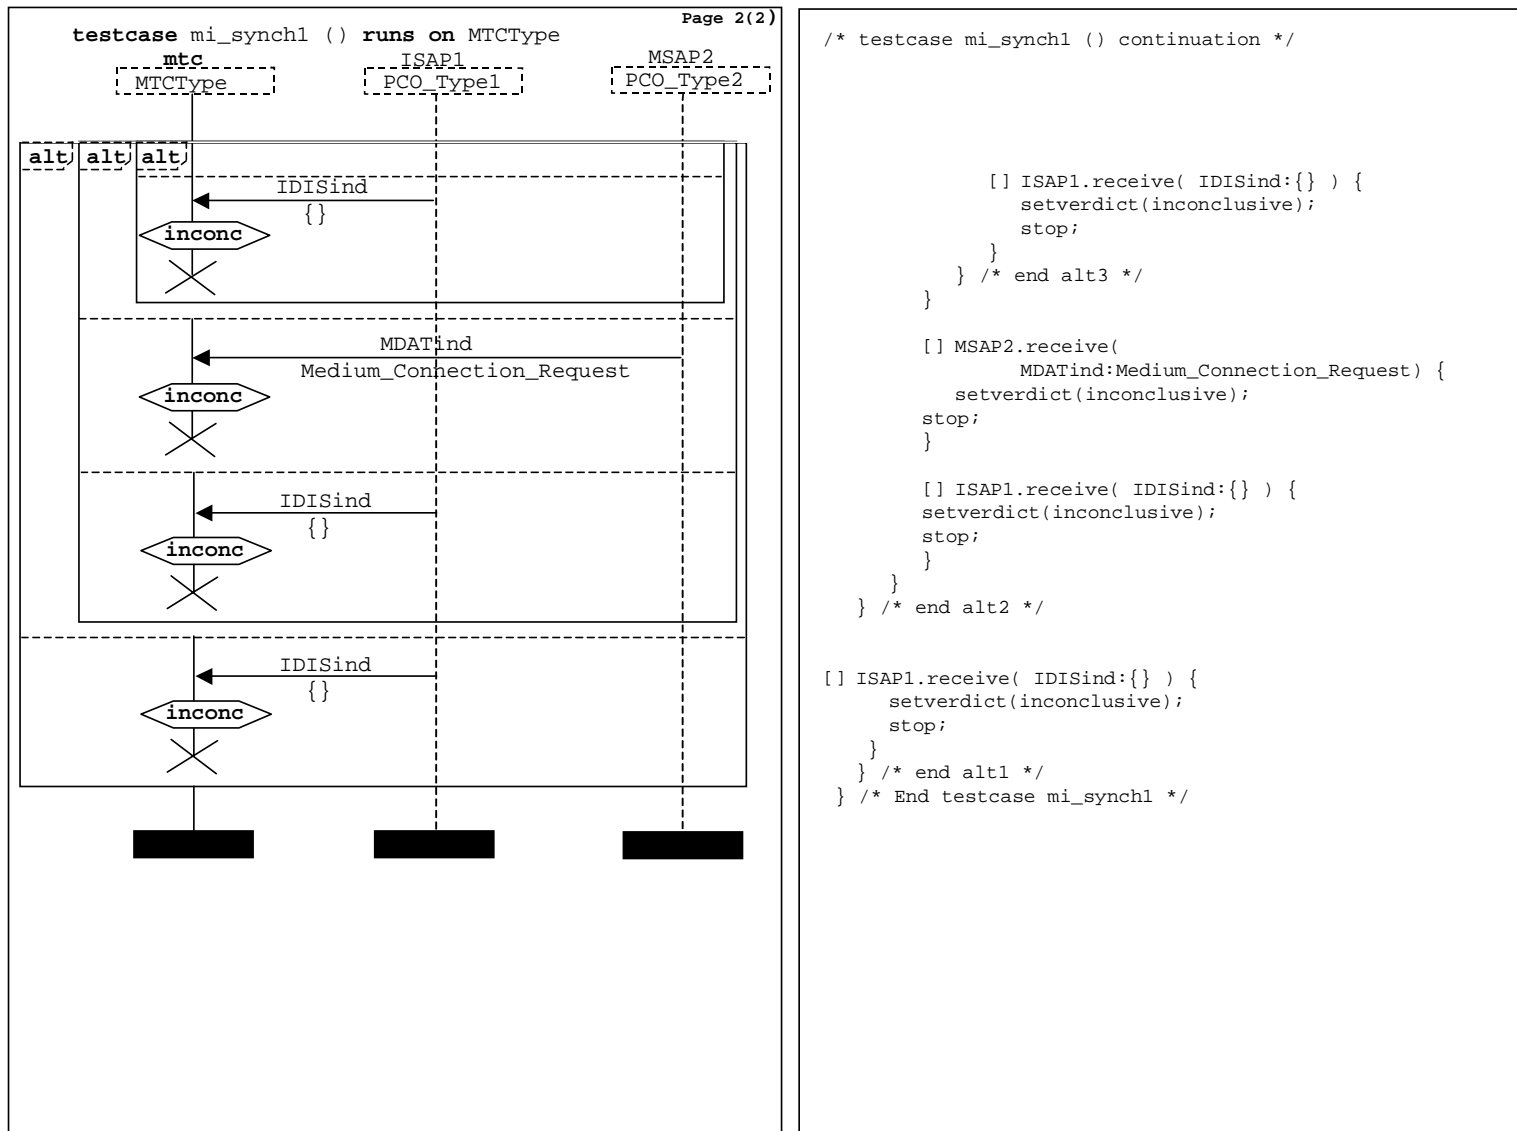 Page 2(2)
testcase mi_synch1 () runs on MTCType
mtc ISAP1 MSAP2
MTCType PCO_Type1 PCO_Type2
alt alt alt
IDISind
{}
inconc
MDATind
Medium_Connection_Request
inconc
IDISind
{}
inconc
IDISind
{}
inconc
/* testcase mi_synch1 () continuation */
[] ISAP1.receive( IDISind:{} ) {
setverdict(inconclusive);
stop;
}
} /* end alt3 */
}
[] MSAP2.receive(
MDATind:Medium_Connection_Request) {
setverdict(inconclusive);
stop;
}
[] ISAP1.receive( IDISind:{} ) {
setverdict(inconclusive);
stop;
}
}
} /* end alt2 */
[] ISAP1.receive( IDISind:{} ) {
setverdict(inconclusive);
stop;
}
} /* end alt1 */
} /* End testcase mi_synch1 */